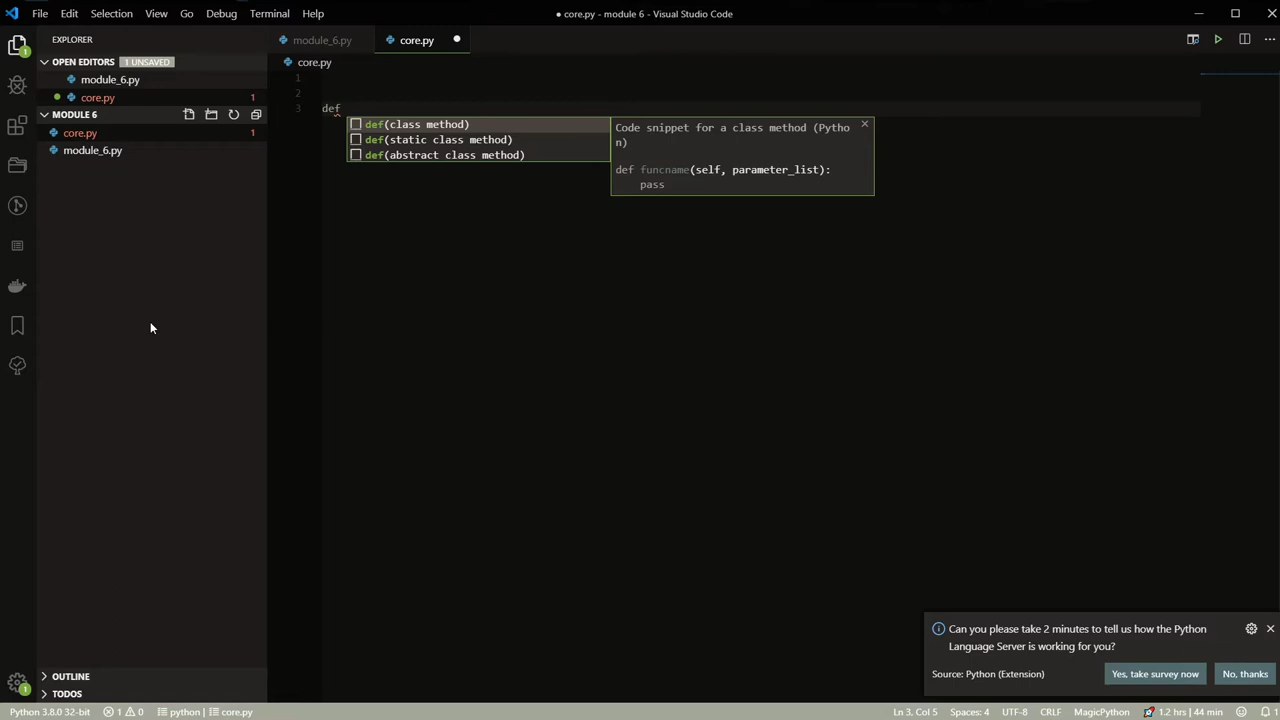 File Edit Selection View Go Debug Terminal Help
● core.py - module 6 - Visual Studio Code
EXPLORER
OPEN EDITORS 1 UNSAVED
module_6.py
core.py 1
MODULE 6
core.py 1
module_6.py
OUTLINE
TODOS
module_6.py core.py
core.py
1
2
3 def
def(class method)
def(static class method)
def(abstract class method)
Code snippet for a class method (Pytho
n)
def funcname(self, parameter_list):
pass
Can you please take 2 minutes to tell us how the Python
Language Server is working for you?
Source: Python (Extension) Yes, take survey now No, thanks
1
1
Python 3.8.0 32-bit 1 0 python | core.py Ln 3, Col 5 Spaces: 4 UTF-8 CRLF MagicPython 1.2 hrs | 44 min 1